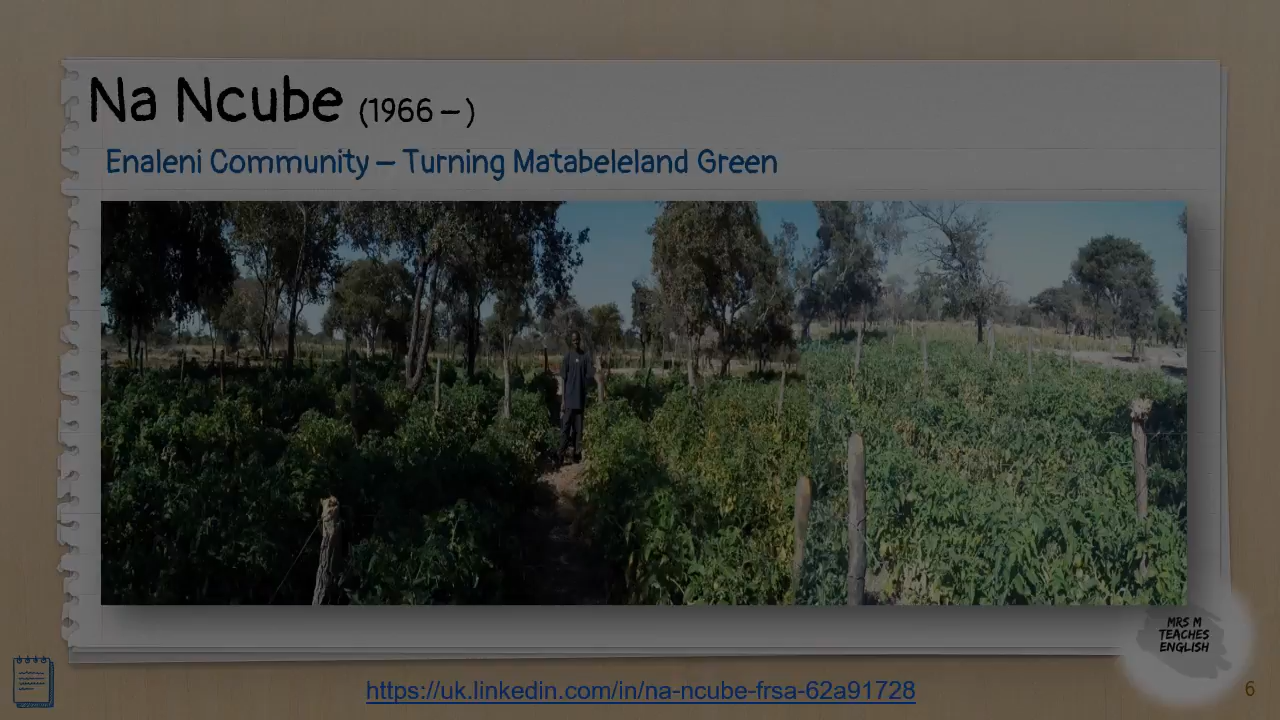 Na Ncube (1966 – )
Enaleni Community – Turning Matabeleland Green
MRS M
TEACHES
ENGLISH
https://uk.linkedin.com/in/na-ncube-frsa-62a91728
6